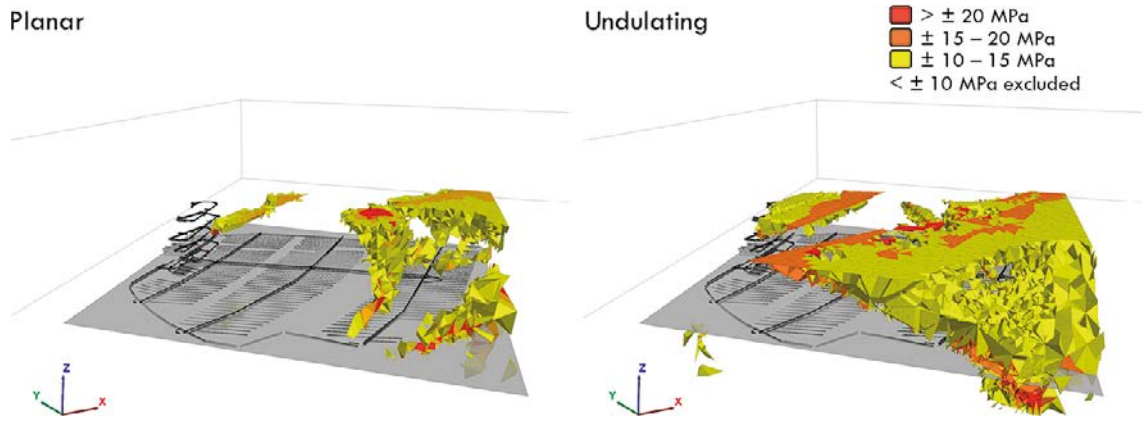 Planar
Undulating
> ± 20 MPa
± 15 – 20 MPa
± 10 – 15 MPa
< ± 10 MPa excluded
Z
Y
X
Z
Y
X